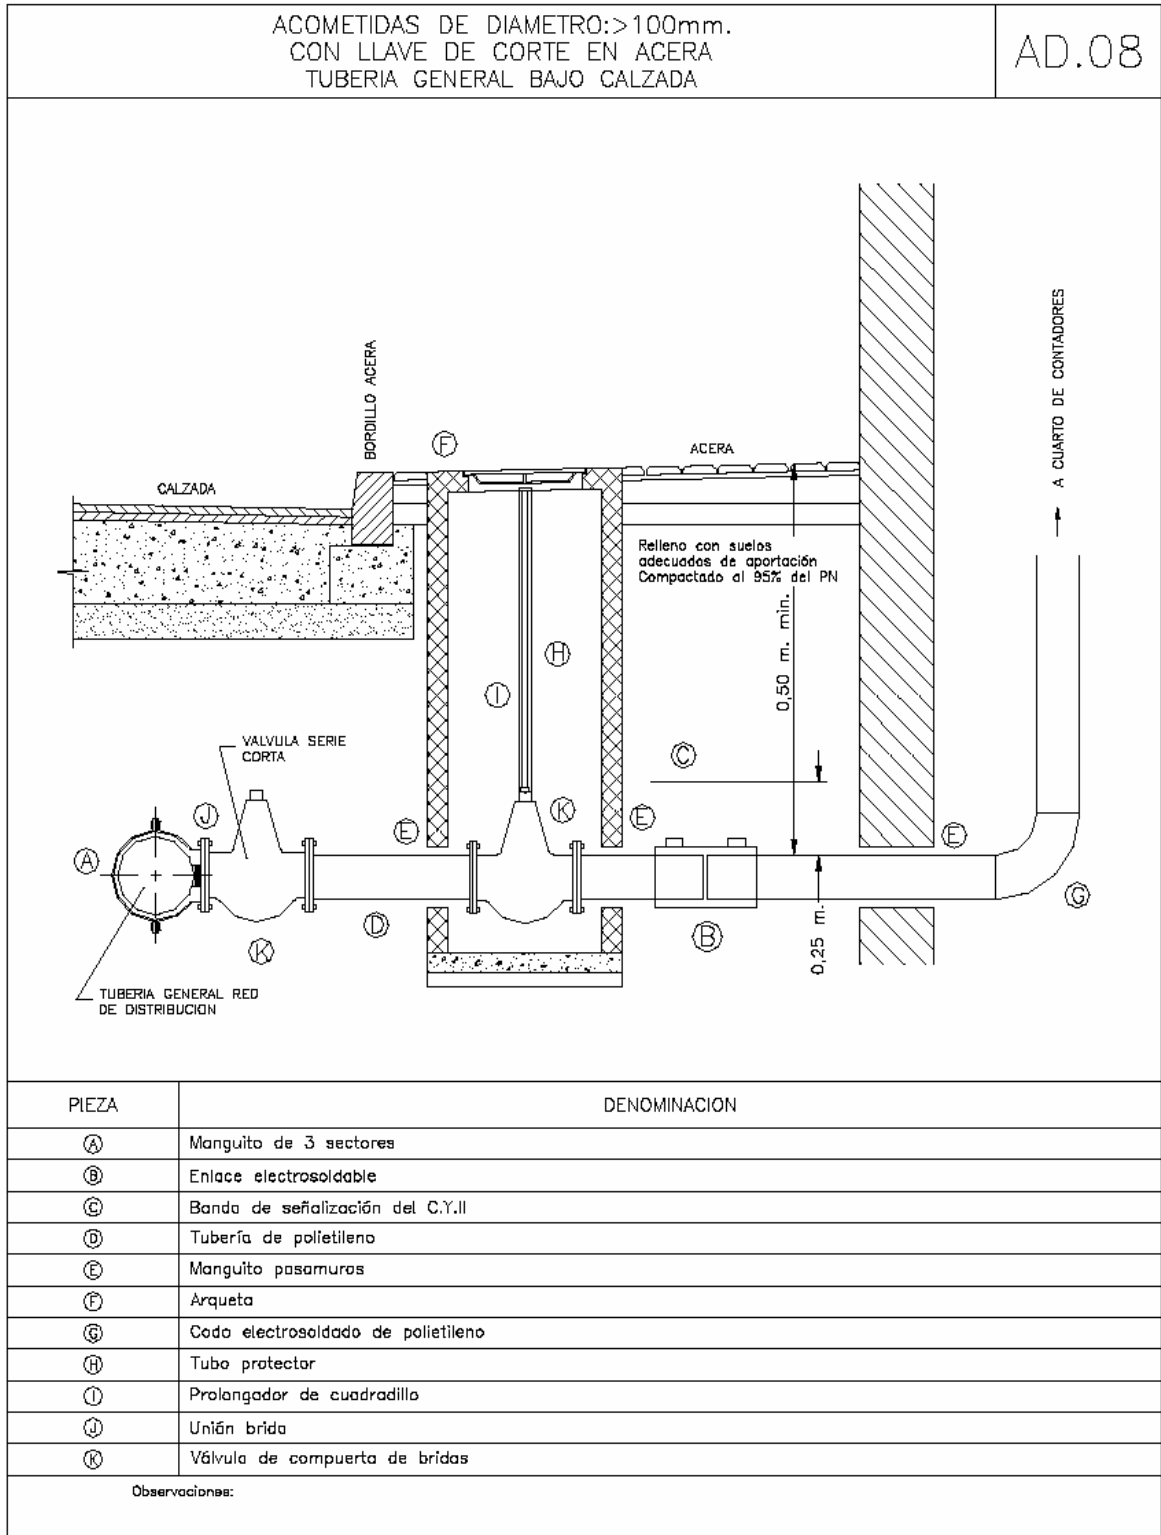 ACOMETIDAS DE DIAMETRO:>100mm.
CON LLAVE DE CORTE EN ACERA
TUBERIA GENERAL BAJO CALZADA
AD.08
BORDILLO ACERA
A CUARTO DE CONTADORES
F
ACERA
CALZADA
Relleno con suelos
adecuados de aportación
Compactado al 95% del PN
0,50 m. min.
H
I
VALVULA SERIE
CORTA
C
J
K
E
E
E
A
D
B
G
K
0,25 m.
TUBERIA GENERAL RED
DE DISTRIBUCION
PIEZA DENOMINACION
A Manguito de 3 sectores
B Enlace electrosoldable
C Banda de señalización del C.Y.II
D Tubería de polietileno
E Manguito pasamuros
F Arqueta
G Codo electrosoldado de polietileno
H Tubo protector
I Prolongador de cuadradillo
J Unión brida
K Válvula de compuerta de bridas
Observaciones: